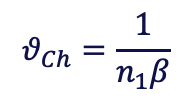 ϑ_Ch = 1 / (n₁β)